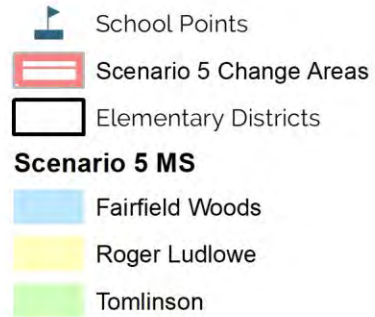 School Points
Scenario 5 Change Areas
Elementary Districts
Scenario 5 MS
Fairfield Woods
Roger Ludlowe
Tomlinson